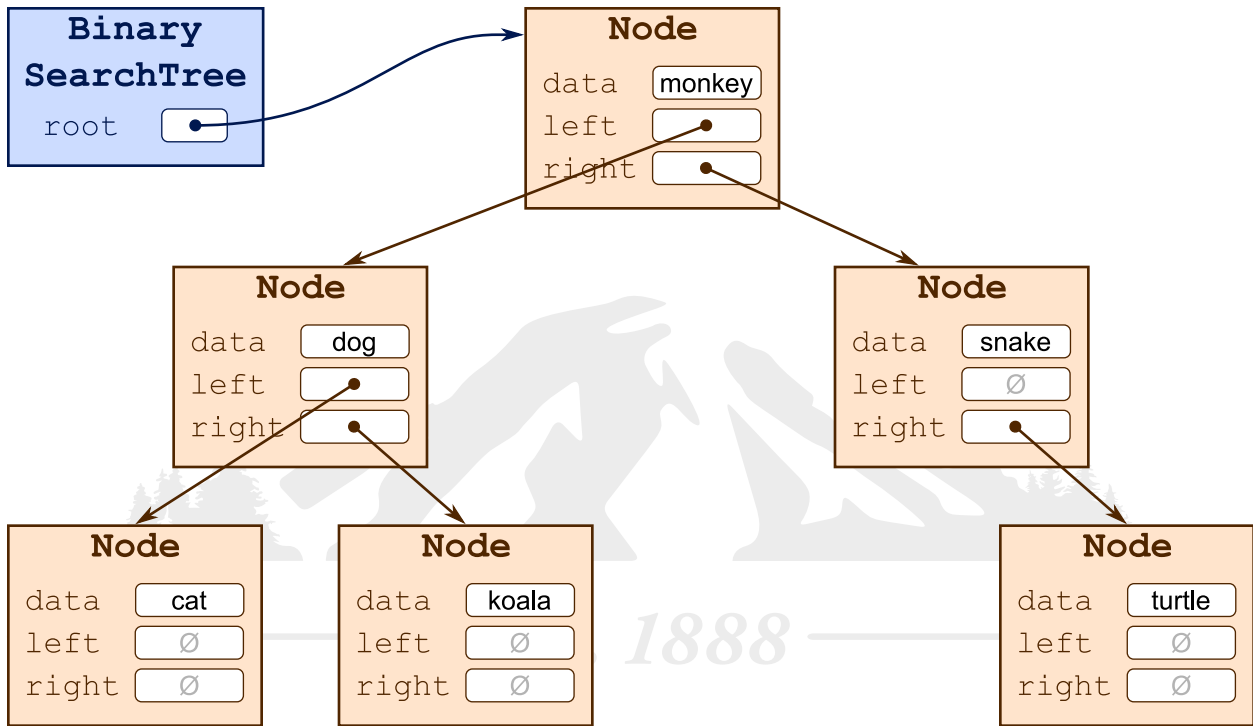 Binary
SearchTree
root
Node
data monkey
left
right
Node
data dog
left
right
Node
data snake
left Ø
right
Node
data cat
left Ø
right Ø
Node
data koala
left Ø
right Ø
Node
data turtle
left Ø
right Ø
1888